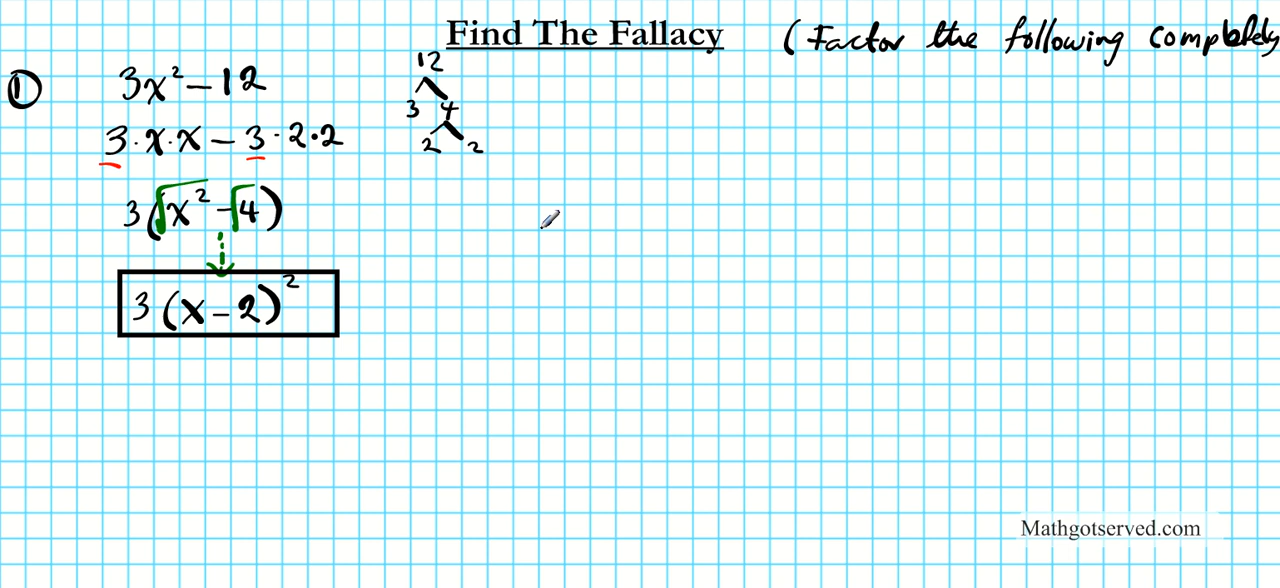 Find The Fallacy (Factor the following completely
① 3x² - 12
12
3 4
2 2
3·x·x - 3·2·2
3(√x² - √4)
3(x-2)²
Mathgotserved.com